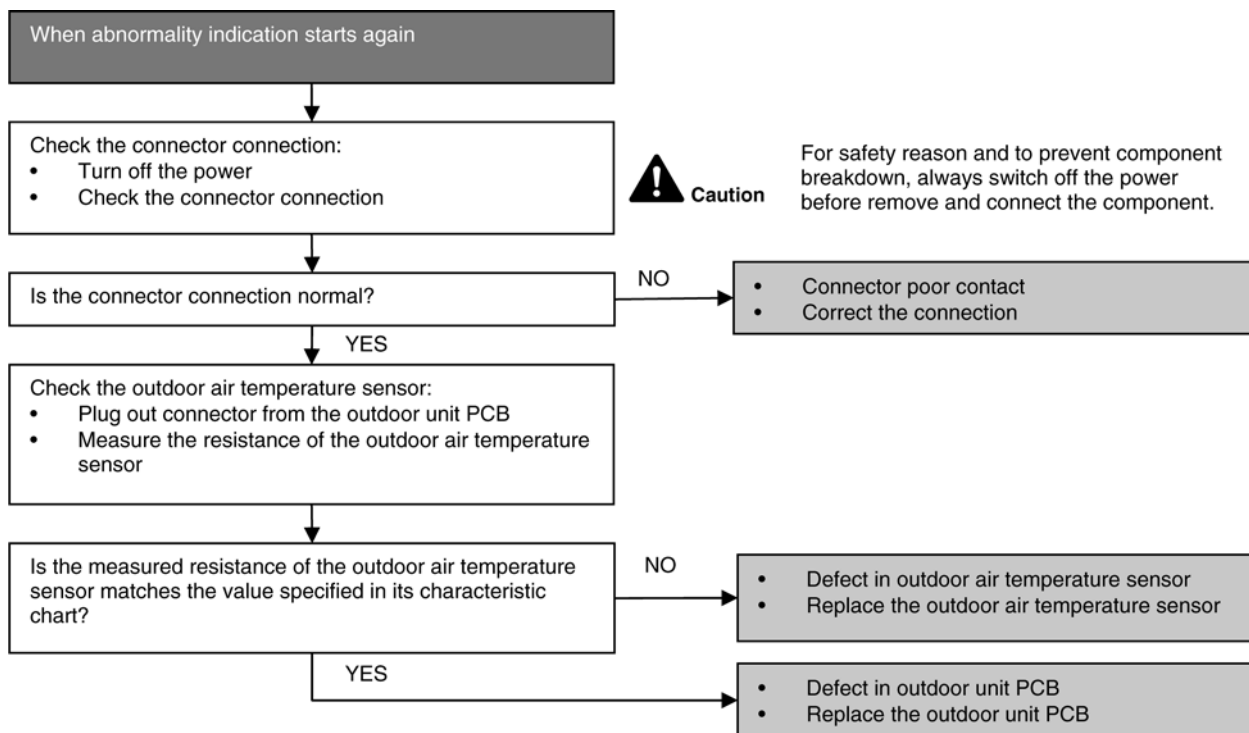 When abnormality indication starts again
Check the connector connection:
• Turn off the power
• Check the connector connection
Caution
For safety reason and to prevent component
breakdown, always switch off the power
before remove and connect the component.
Is the connector connection normal?
NO
• Connector poor contact
• Correct the connection
YES
Check the outdoor air temperature sensor:
• Plug out connector from the outdoor unit PCB
• Measure the resistance of the outdoor air temperature
sensor
Is the measured resistance of the outdoor air temperature
sensor matches the value specified in its characteristic
chart?
NO
• Defect in outdoor air temperature sensor
• Replace the outdoor air temperature sensor
YES
• Defect in outdoor unit PCB
• Replace the outdoor unit PCB